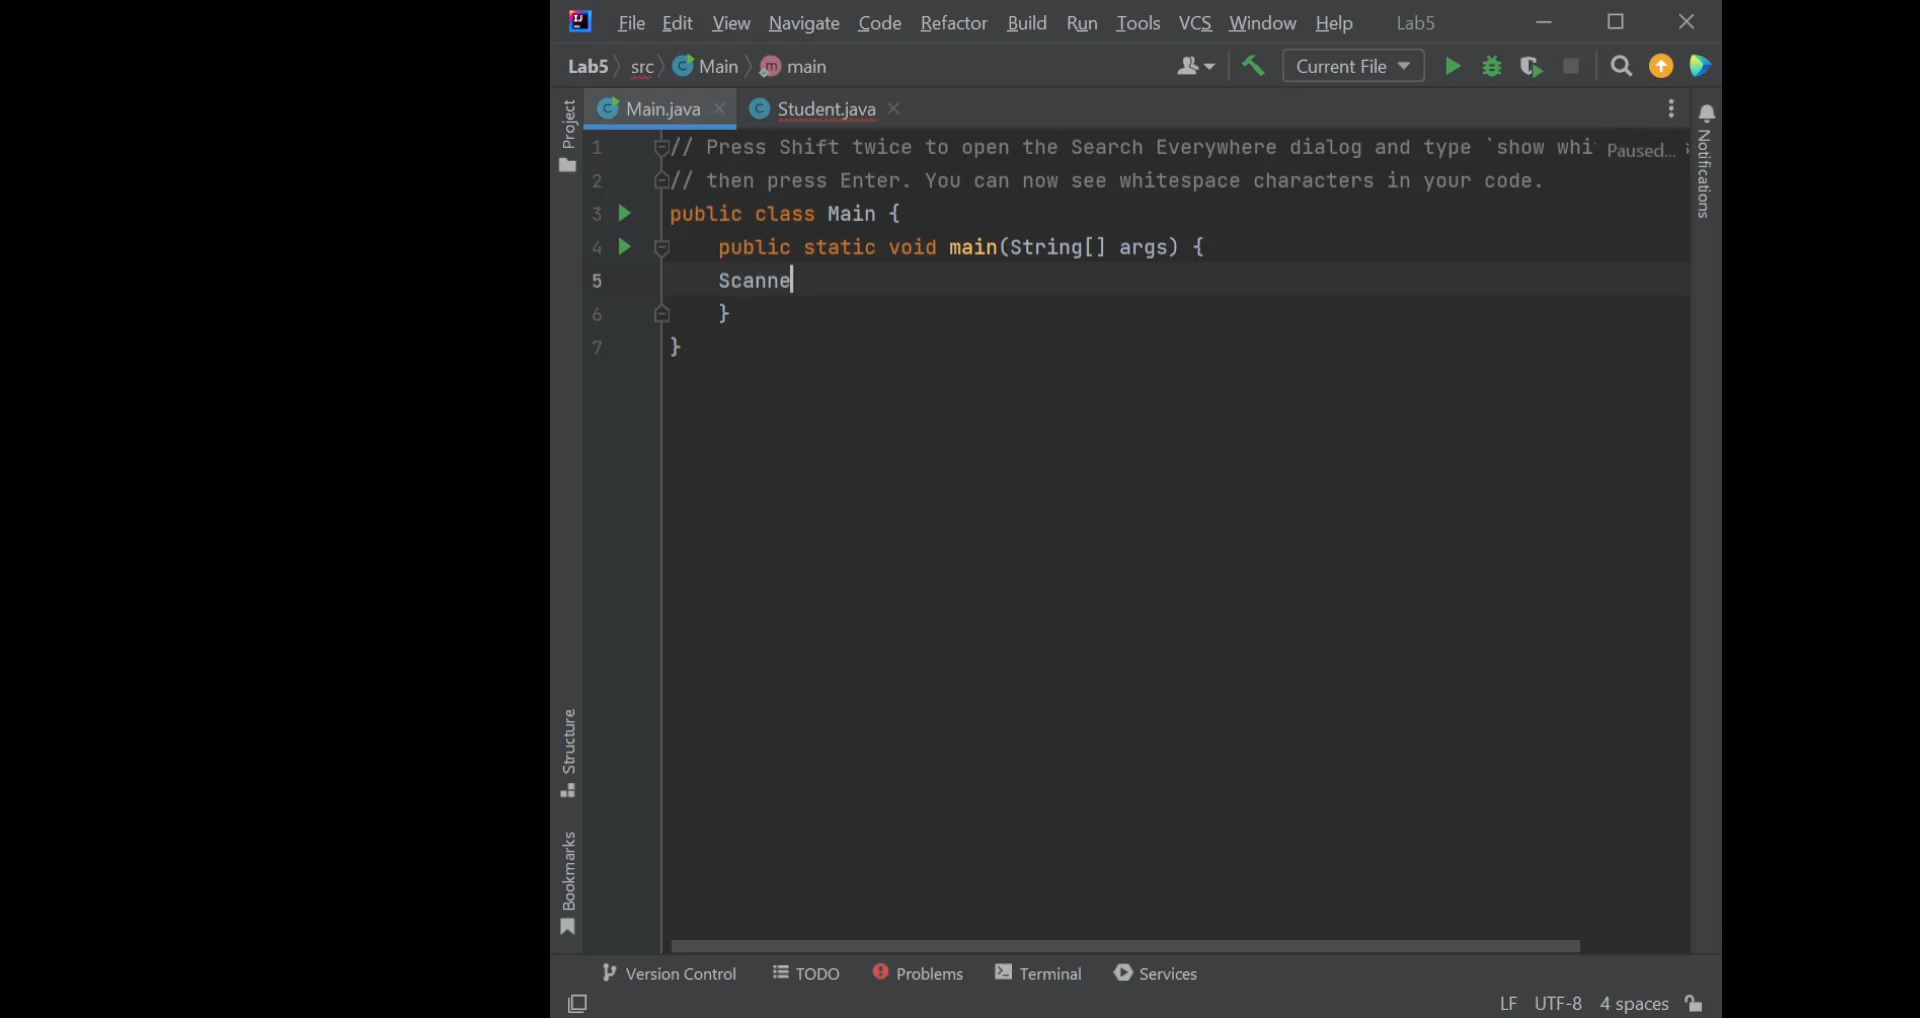 File Edit View Navigate Code Refactor Build Run Tools VCS Window Help Lab5
Lab5 src Main main Current File
Main.java Student.java
Project
1 // Press Shift twice to open the Search Everywhere dialog and type `show whi Paused...
2 // then press Enter. You can now see whitespace characters in your code.
3 public class Main {
4 public static void main(String[] args) {
5 Scanne
6 }
7 }
Notifications
Structure
Bookmarks
Version Control TODO Problems Terminal Services
LF UTF-8 4 spaces